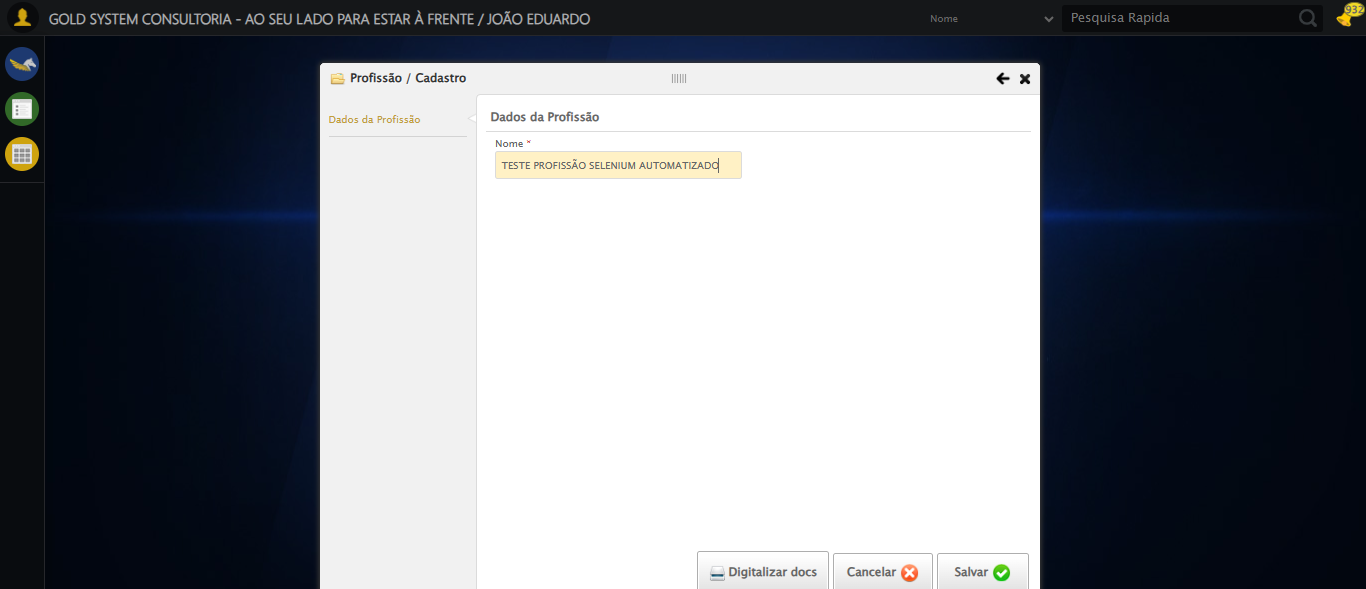 GOLD SYSTEM CONSULTORIA - AO SEU LADO PARA ESTAR À FRENTE / JOÃO EDUARDO
Nome
Pesquisa Rapida
932
Profissão / Cadastro
Dados da Profissão
Dados da Profissão
Nome *
TESTE PROFISSÃO SELENIUM AUTOMATIZADO
Digitalizar docs
Cancelar
Salvar